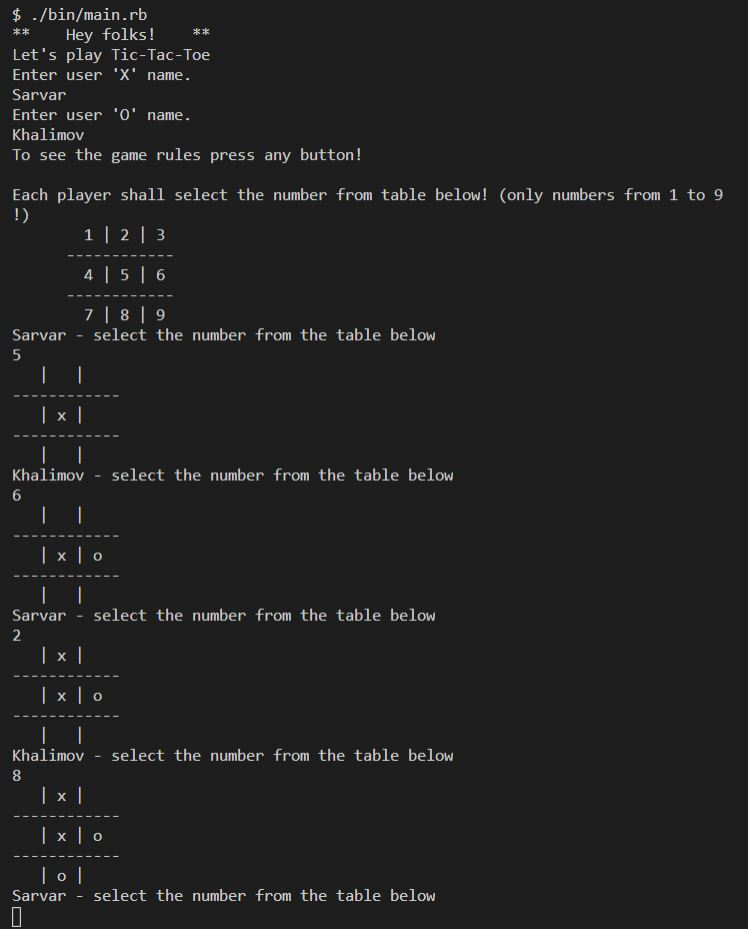 $ ./bin/main.rb
**    Hey folks!    **
Let's play Tic-Tac-Toe
Enter user 'X' name.
Sarvar
Enter user 'O' name.
Khalimov
To see the game rules press any button!

Each player shall select the number from table below! (only numbers from 1 to 9
!)
        1 | 2 | 3
      ------------
        4 | 5 | 6
      ------------
        7 | 8 | 9
Sarvar - select the number from the table below
5
   |   |
------------
   | x |
------------
   |   |
Khalimov - select the number from the table below
6
   |   |
------------
   | x | o
------------
   |   |
Sarvar - select the number from the table below
2
   | x |
------------
   | x | o
------------
   |   |
Khalimov - select the number from the table below
8
   | x |
------------
   | x | o
------------
   | o |
Sarvar - select the number from the table below